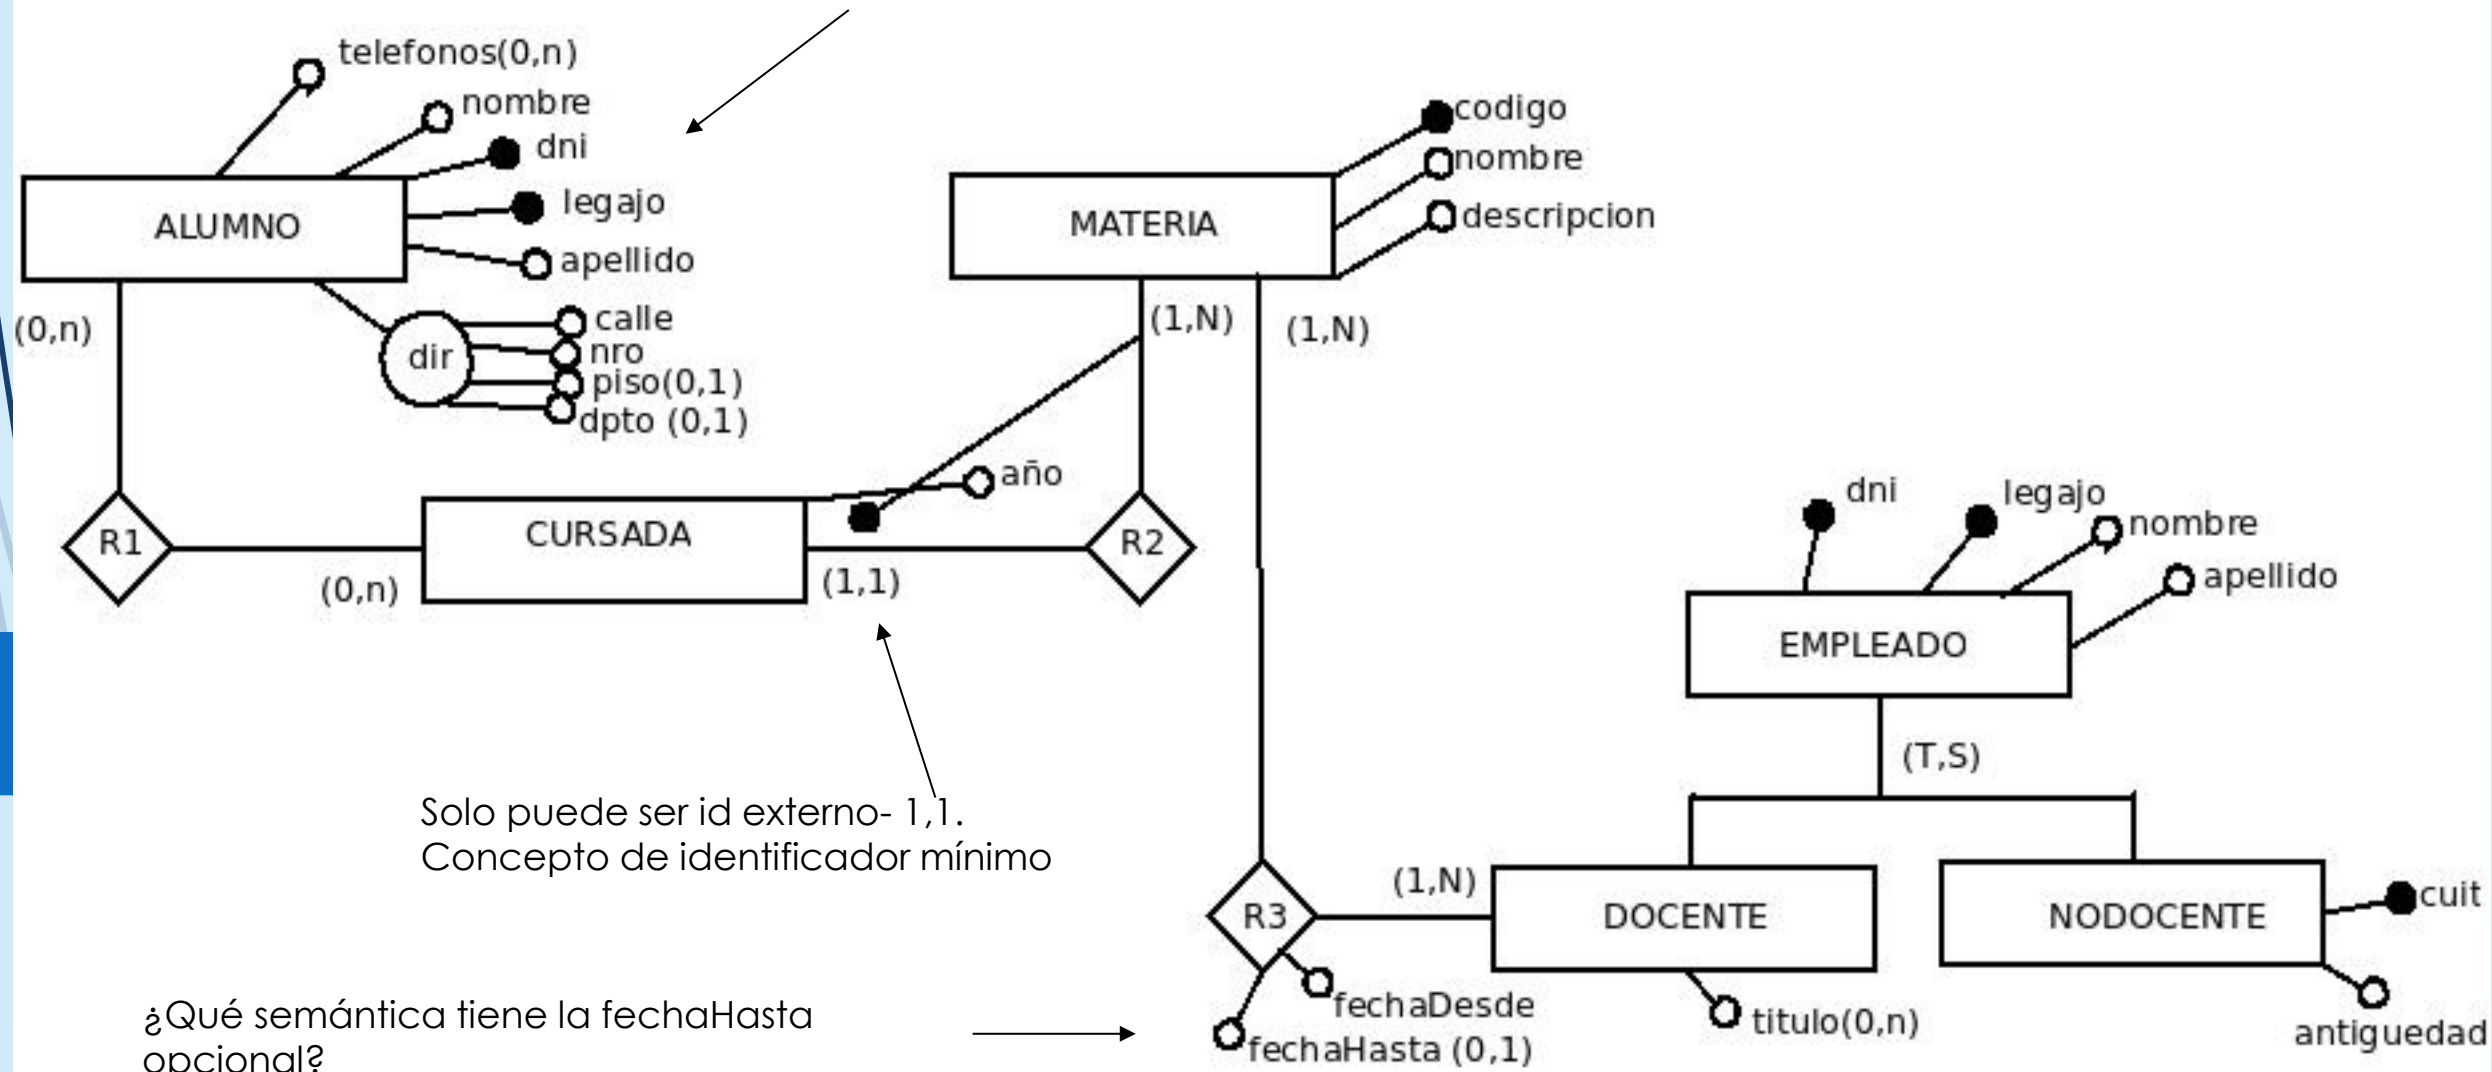 telefonos(0,n)
nombre
dni
legajo
apellido
ALUMNO
calle
nro
piso(0,1)
dpto (0,1)
dir
(0,n)
codigo
nombre
descripcion
MATERIA
(1,N)
(1,N)
año
R1
CURSADA
R2
(0,n)
(1,1)
dni
legajo
nombre
apellido
EMPLEADO
(T,S)
Solo puede ser id externo- 1,1.
Concepto de identificador mínimo
(1,N)
R3
DOCENTE
NODOCENTE
cuit
fechaDesde
fechaHasta (0,1)
titulo(0,n)
antiguedad
¿Qué semántica tiene la fechaHasta
opcional?